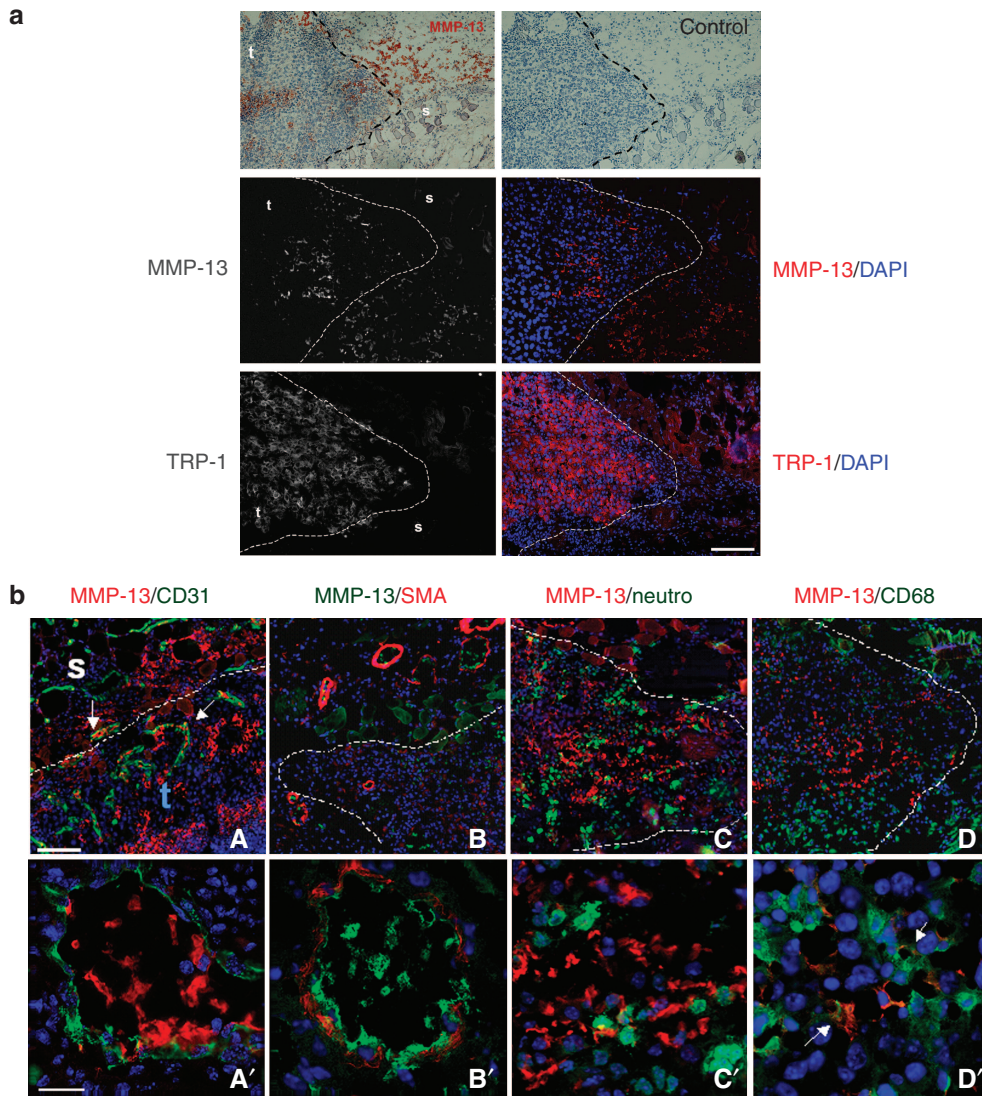 a
MMP-13
Control
t
s
MMP-13
t
s
MMP-13/DAPI
TRP-1
t
s
TRP-1/DAPI
b
MMP-13/CD31
MMP-13/SMA
MMP-13/neutro
MMP-13/CD68
S
t
A
B
C
D
A′
B′
C′
D′